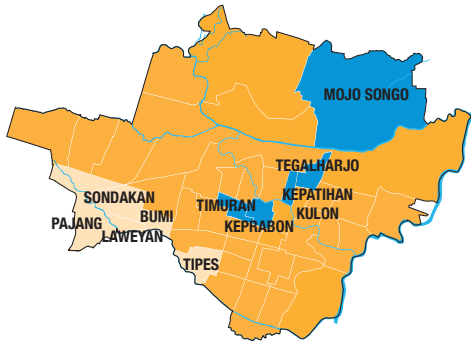 MOJO SONGO
TEGALHARJO
KEPATIHAN
KULON
SONDAKAN
TIMURAN
BUMI
PAJANG
KEPRABON
LAWEYAN
TIPES